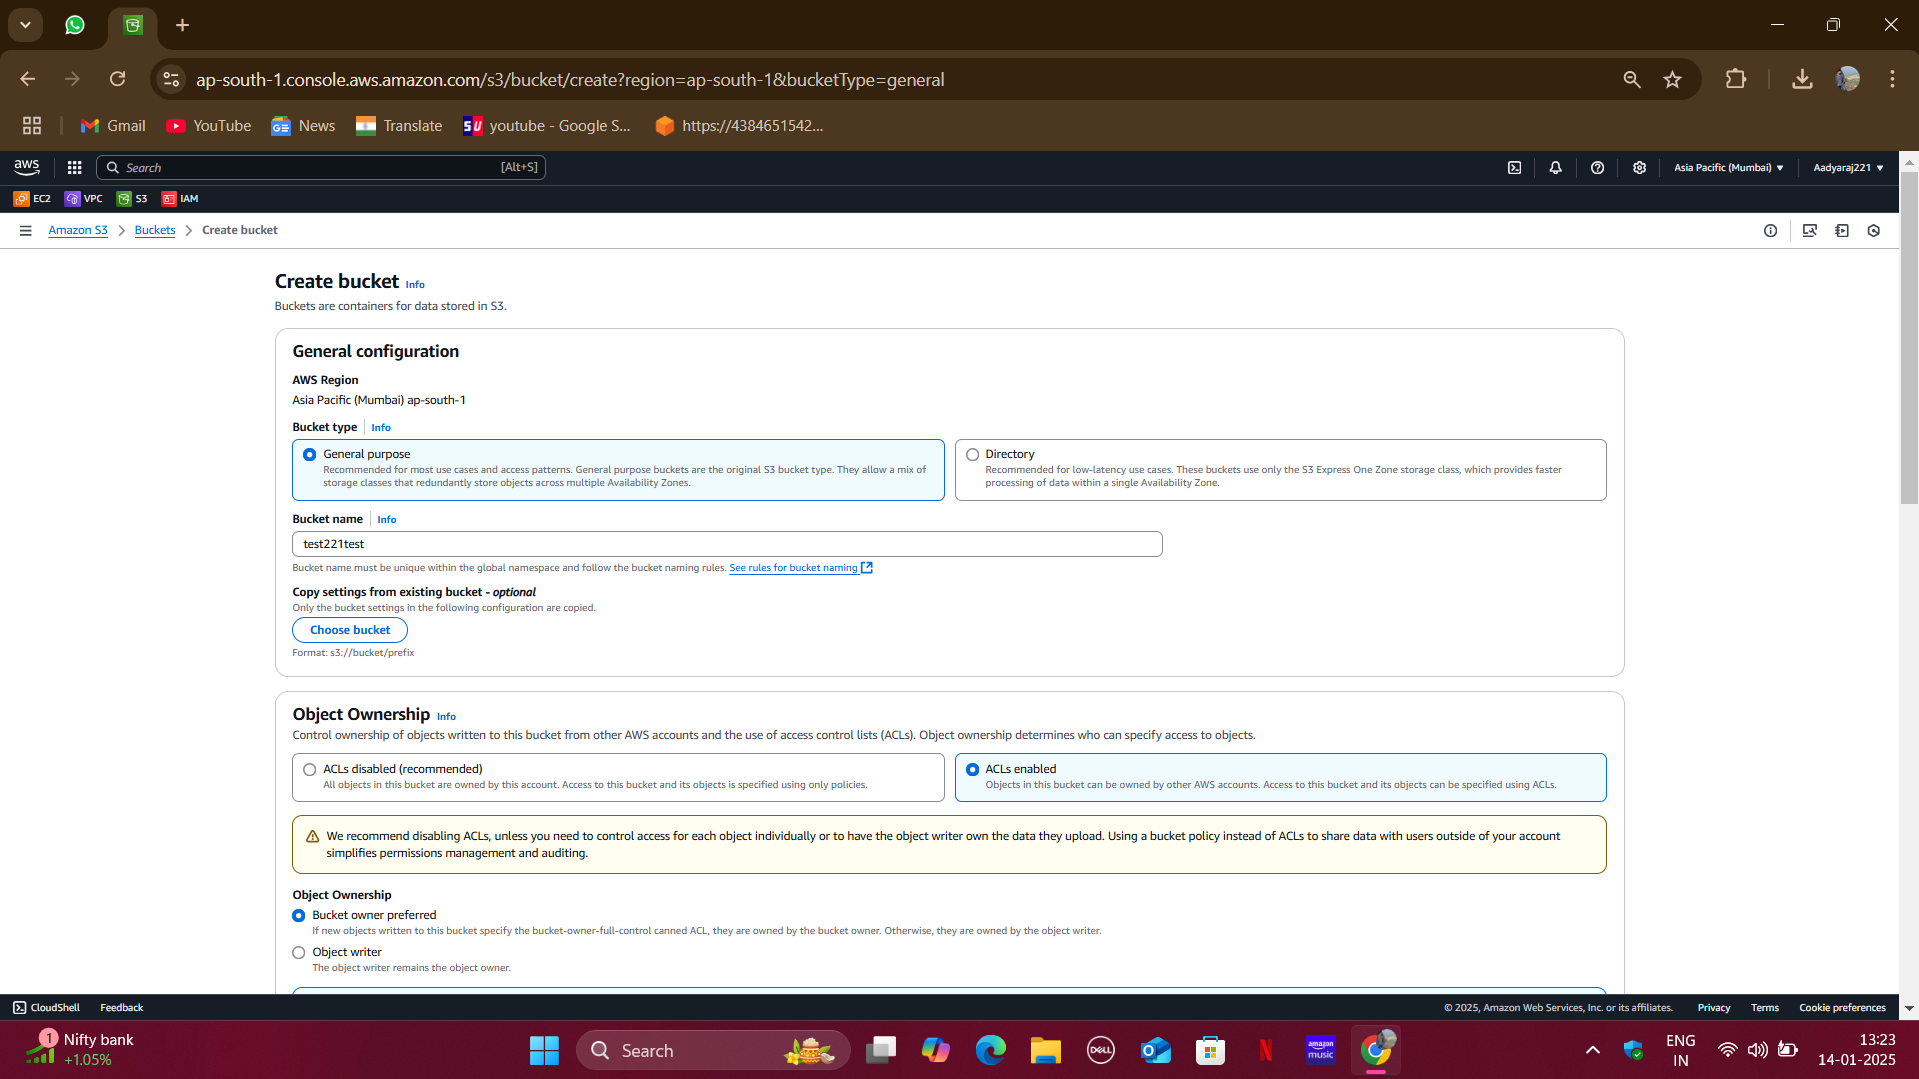 ap-south-1.console.aws.amazon.com/s3/bucket/create?region=ap-south-1&bucketType=general
Gmail YouTube News Translate SU youtube - Google S... https://4384651542...
aws Search [Alt+S] Asia Pacific (Mumbai) Aadyaraj221
EC2 VPC S3 IAM
Amazon S3 > Buckets > Create bucket
Create bucket Info
Buckets are containers for data stored in S3.
General configuration
AWS Region
Asia Pacific (Mumbai) ap-south-1
Bucket type Info
General purpose
Recommended for most use cases and access patterns. General purpose buckets are the original S3 bucket type. They allow a mix of
storage classes that redundantly store objects across multiple Availability Zones.
Directory
Recommended for low-latency use cases. These buckets use only the S3 Express One Zone storage class, which provides faster
processing of data within a single Availability Zone.
Bucket name Info
test221test
Bucket name must be unique within the global namespace and follow the bucket naming rules. See rules for bucket naming
Copy settings from existing bucket - optional
Only the bucket settings in the following configuration are copied.
Choose bucket
Format: s3://bucket/prefix
Object Ownership Info
Control ownership of objects written to this bucket from other AWS accounts and the use of access control lists (ACLs). Object ownership determines who can specify access to objects.
ACLs disabled (recommended)
All objects in this bucket are owned by this account. Access to this bucket and its objects is specified using only policies.
ACLs enabled
Objects in this bucket can be owned by other AWS accounts. Access to this bucket and its objects can be specified using ACLs.
We recommend disabling ACLs, unless you need to control access for each object individually or to have the object writer own the data they upload. Using a bucket policy instead of ACLs to share data with users outside of your account
simplifies permissions management and auditing.
Object Ownership
Bucket owner preferred
If new objects written to this bucket specify the bucket-owner-full-control canned ACL, they are owned by the bucket owner. Otherwise, they are owned by the object writer.
Object writer
The object writer remains the object owner.
CloudShell Feedback © 2025, Amazon Web Services, Inc. or its affiliates. Privacy Terms Cookie preferences
1 Nifty bank
+1.05%
Search
DELL
amazon
music
ENG
IN
13:23
14-01-2025